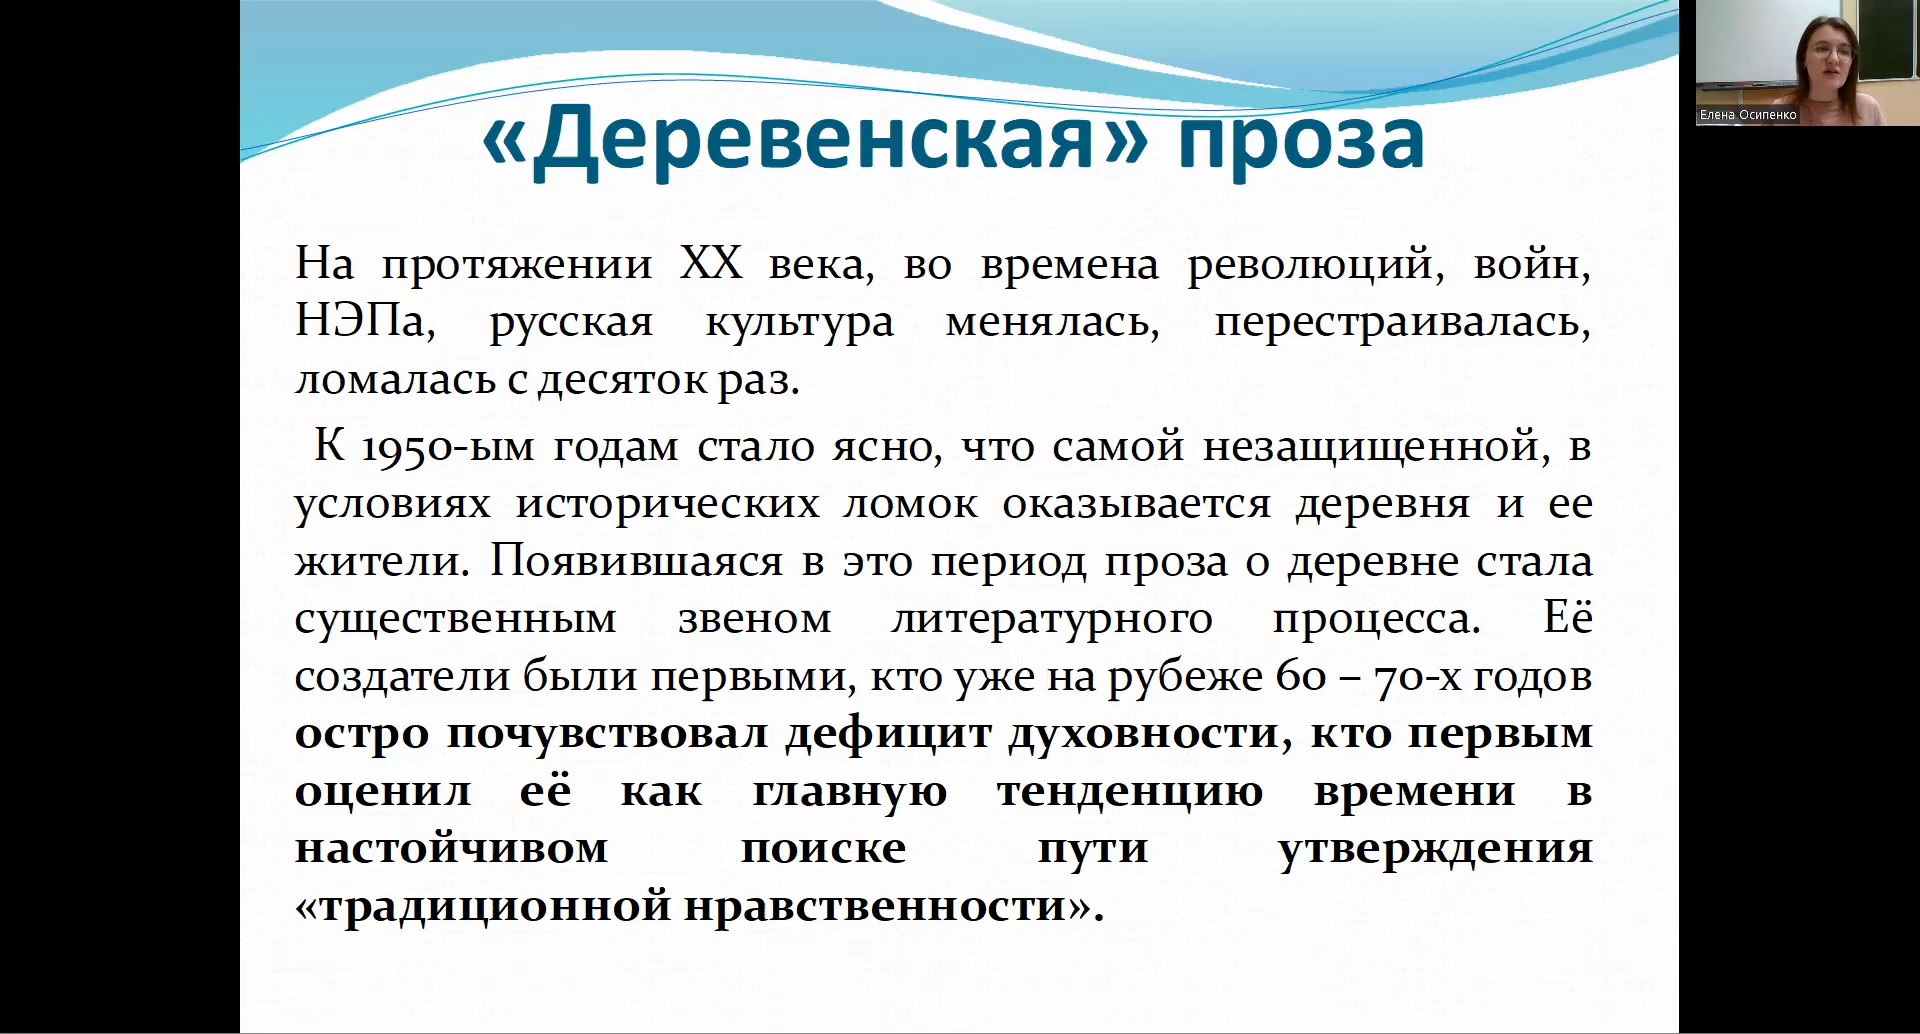 «Деревенская» проза
Елена Осипенко
На протяжении XX века, во времена революций, войн,
НЭПа, русская культура менялась, перестраивалась,
ломалась с десяток раз.
К 1950-ым годам стало ясно, что самой незащищенной, в
условиях исторических ломок оказывается деревня и ее
жители. Появившаяся в это период проза о деревне стала
существенным звеном литературного процесса. Её
создатели были первыми, кто уже на рубеже 60 – 70-х годов
остро почувствовал дефицит духовности, кто первым
оценил её как главную тенденцию времени в
настойчивом поиске пути утверждения
«традиционной нравственности».